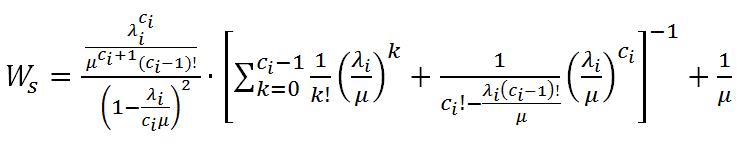 W_s = \frac{\frac{\lambda_i^{c_i}}{\mu^{c_i+1}(c_i-1)!}}{\left(1-\frac{\lambda_i}{c_i\mu}\right)^2} \cdot \left[\sum_{k=0}^{c_i-1} \frac{1}{k!}\left(\frac{\lambda_i}{\mu}\right)^k + \frac{1}{c_i!-\frac{\lambda_i(c_i-1)!}{\mu}}\left(\frac{\lambda_i}{\mu}\right)^{c_i}\right]^{-1} + \frac{1}{\mu}